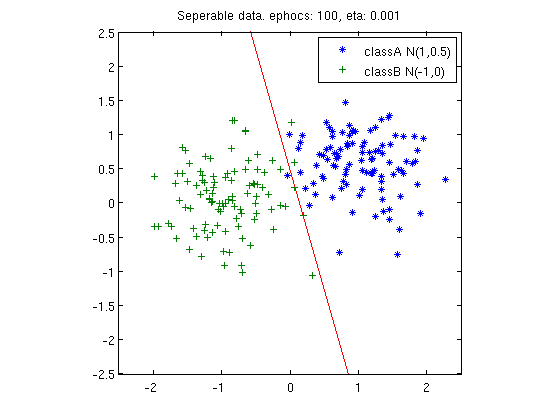 Seperable data. ephocs: 100, eta: 0.001
classA N(1,0.5)
classB N(-1,0)
2.5
2
1.5
1
0.5
0
-0.5
-1
-1.5
-2
-2.5
-2 -1 0 1 2